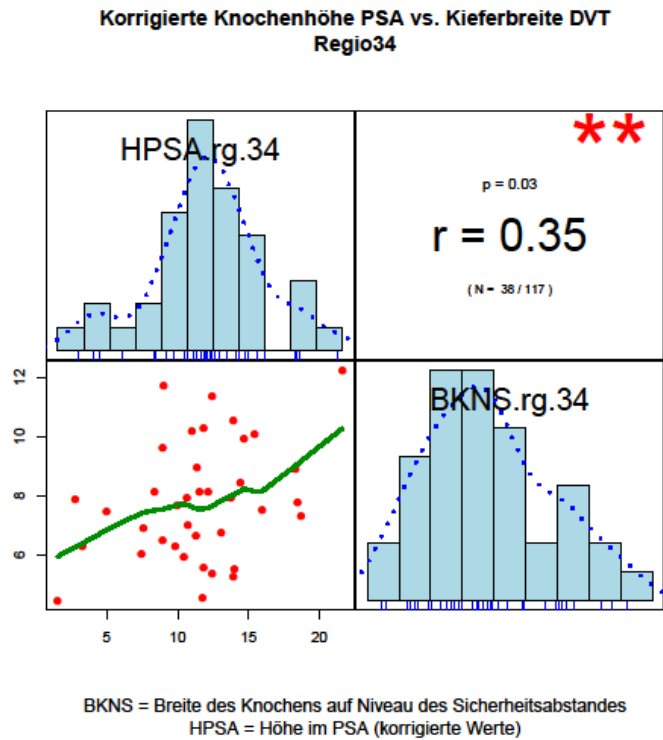 Korrigierte Knochenhöhe PSA vs. Kieferbreite DVT
Regio34
HPSA.rg.34
**
p = 0.03
r = 0.35
( N = 38 / 117 )
12
10
8
6
5 10 15 20
BKNS.rg.34
BKNS = Breite des Knochens auf Niveau des Sicherheitsabstandes
HPSA = Höhe im PSA (korrigierte Werte)